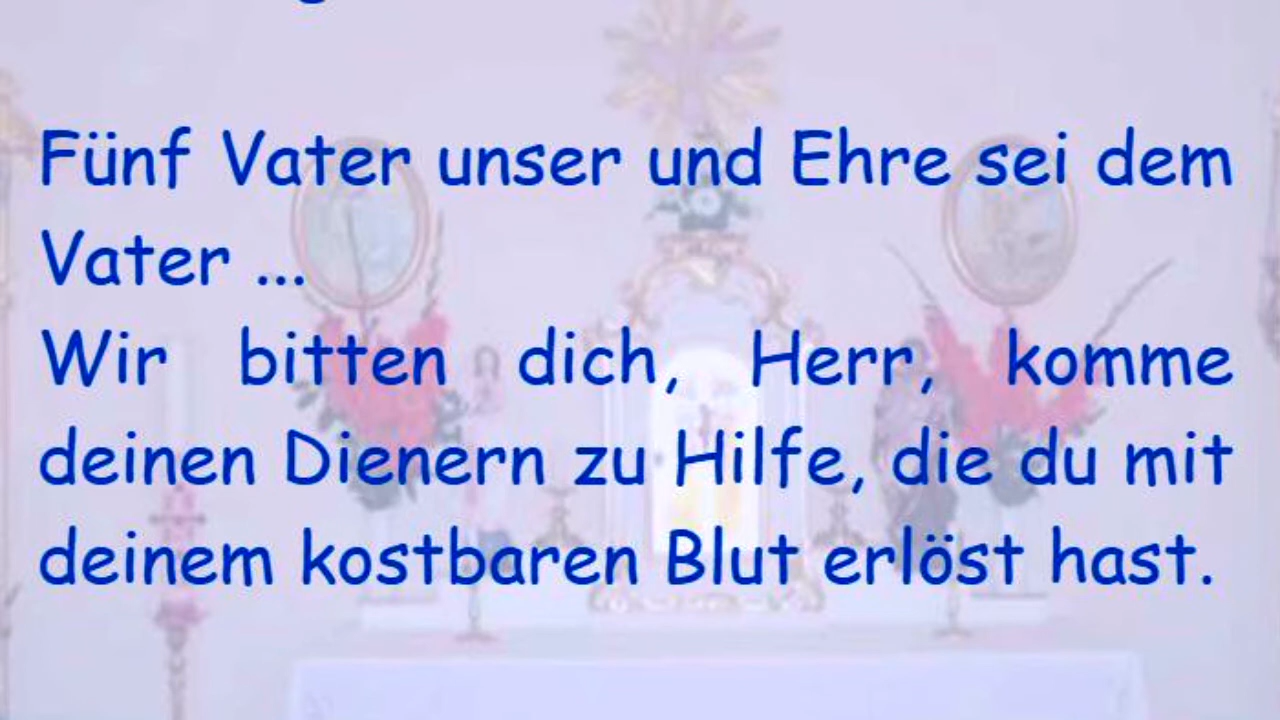 Fünf Vater unser und Ehre sei dem
Vater ...
Wir bitten dich, Herr, komme
deinen Dienern zu Hilfe, die du mit
deinem kostbaren Blut erlöst hast.